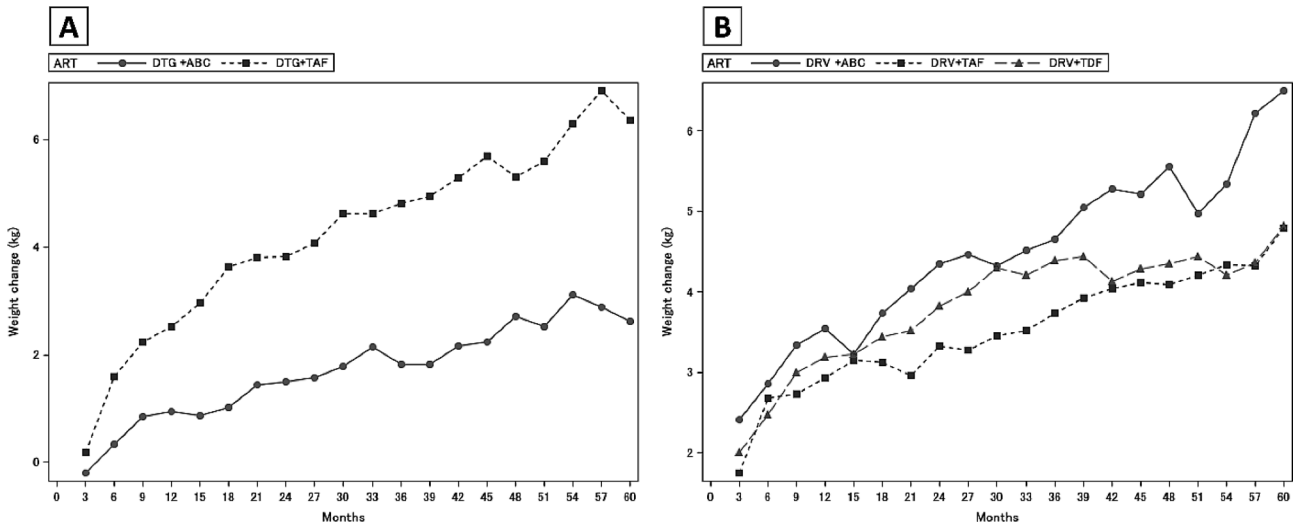 A
ART DTG +ABC DTG+TAF
Weight change (kg)
6
4
2
0
0 3 6 9 12 15 18 21 24 27 30 33 36 39 42 45 48 51 54 57 60
Months
B
ART DRV +ABC DRV+TAF DRV+TDF
Weight change (kg)
6
5
4
3
2
0 3 6 9 12 15 18 21 24 27 30 33 36 39 42 45 48 51 54 57 60
Months